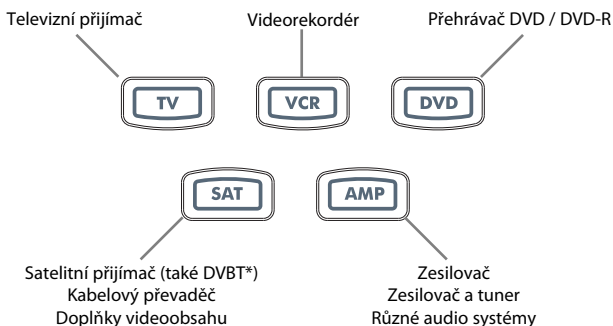 Televizní přijímač
Videorekordér
Přehrávač DVD / DVD-R
TV
VCR
DVD
SAT
AMP
Satelitní přijímač (také DVBT*)
Kabelový převaděč
Doplňky videoobsahu
Zesilovač
Zesilovač a tuner
Různé audio systémy